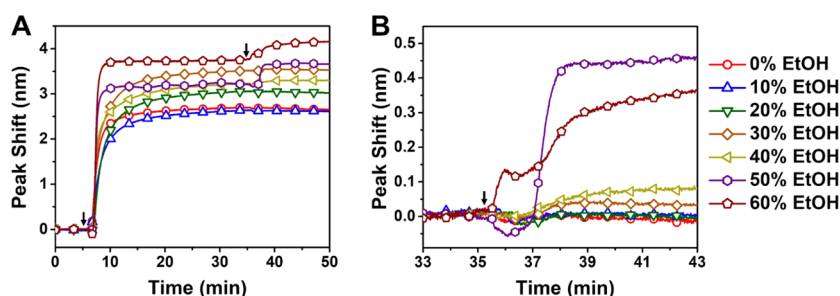 A
Peak Shift (nm)
4
3
2
1
0
0 10 20 30 40 50
Time (min)
B
Peak Shift (nm)
0.5
0.4
0.3
0.2
0.1
0.0
33 35 37 39 41 43
Time (min)
0% EtOH
10% EtOH
20% EtOH
30% EtOH
40% EtOH
50% EtOH
60% EtOH